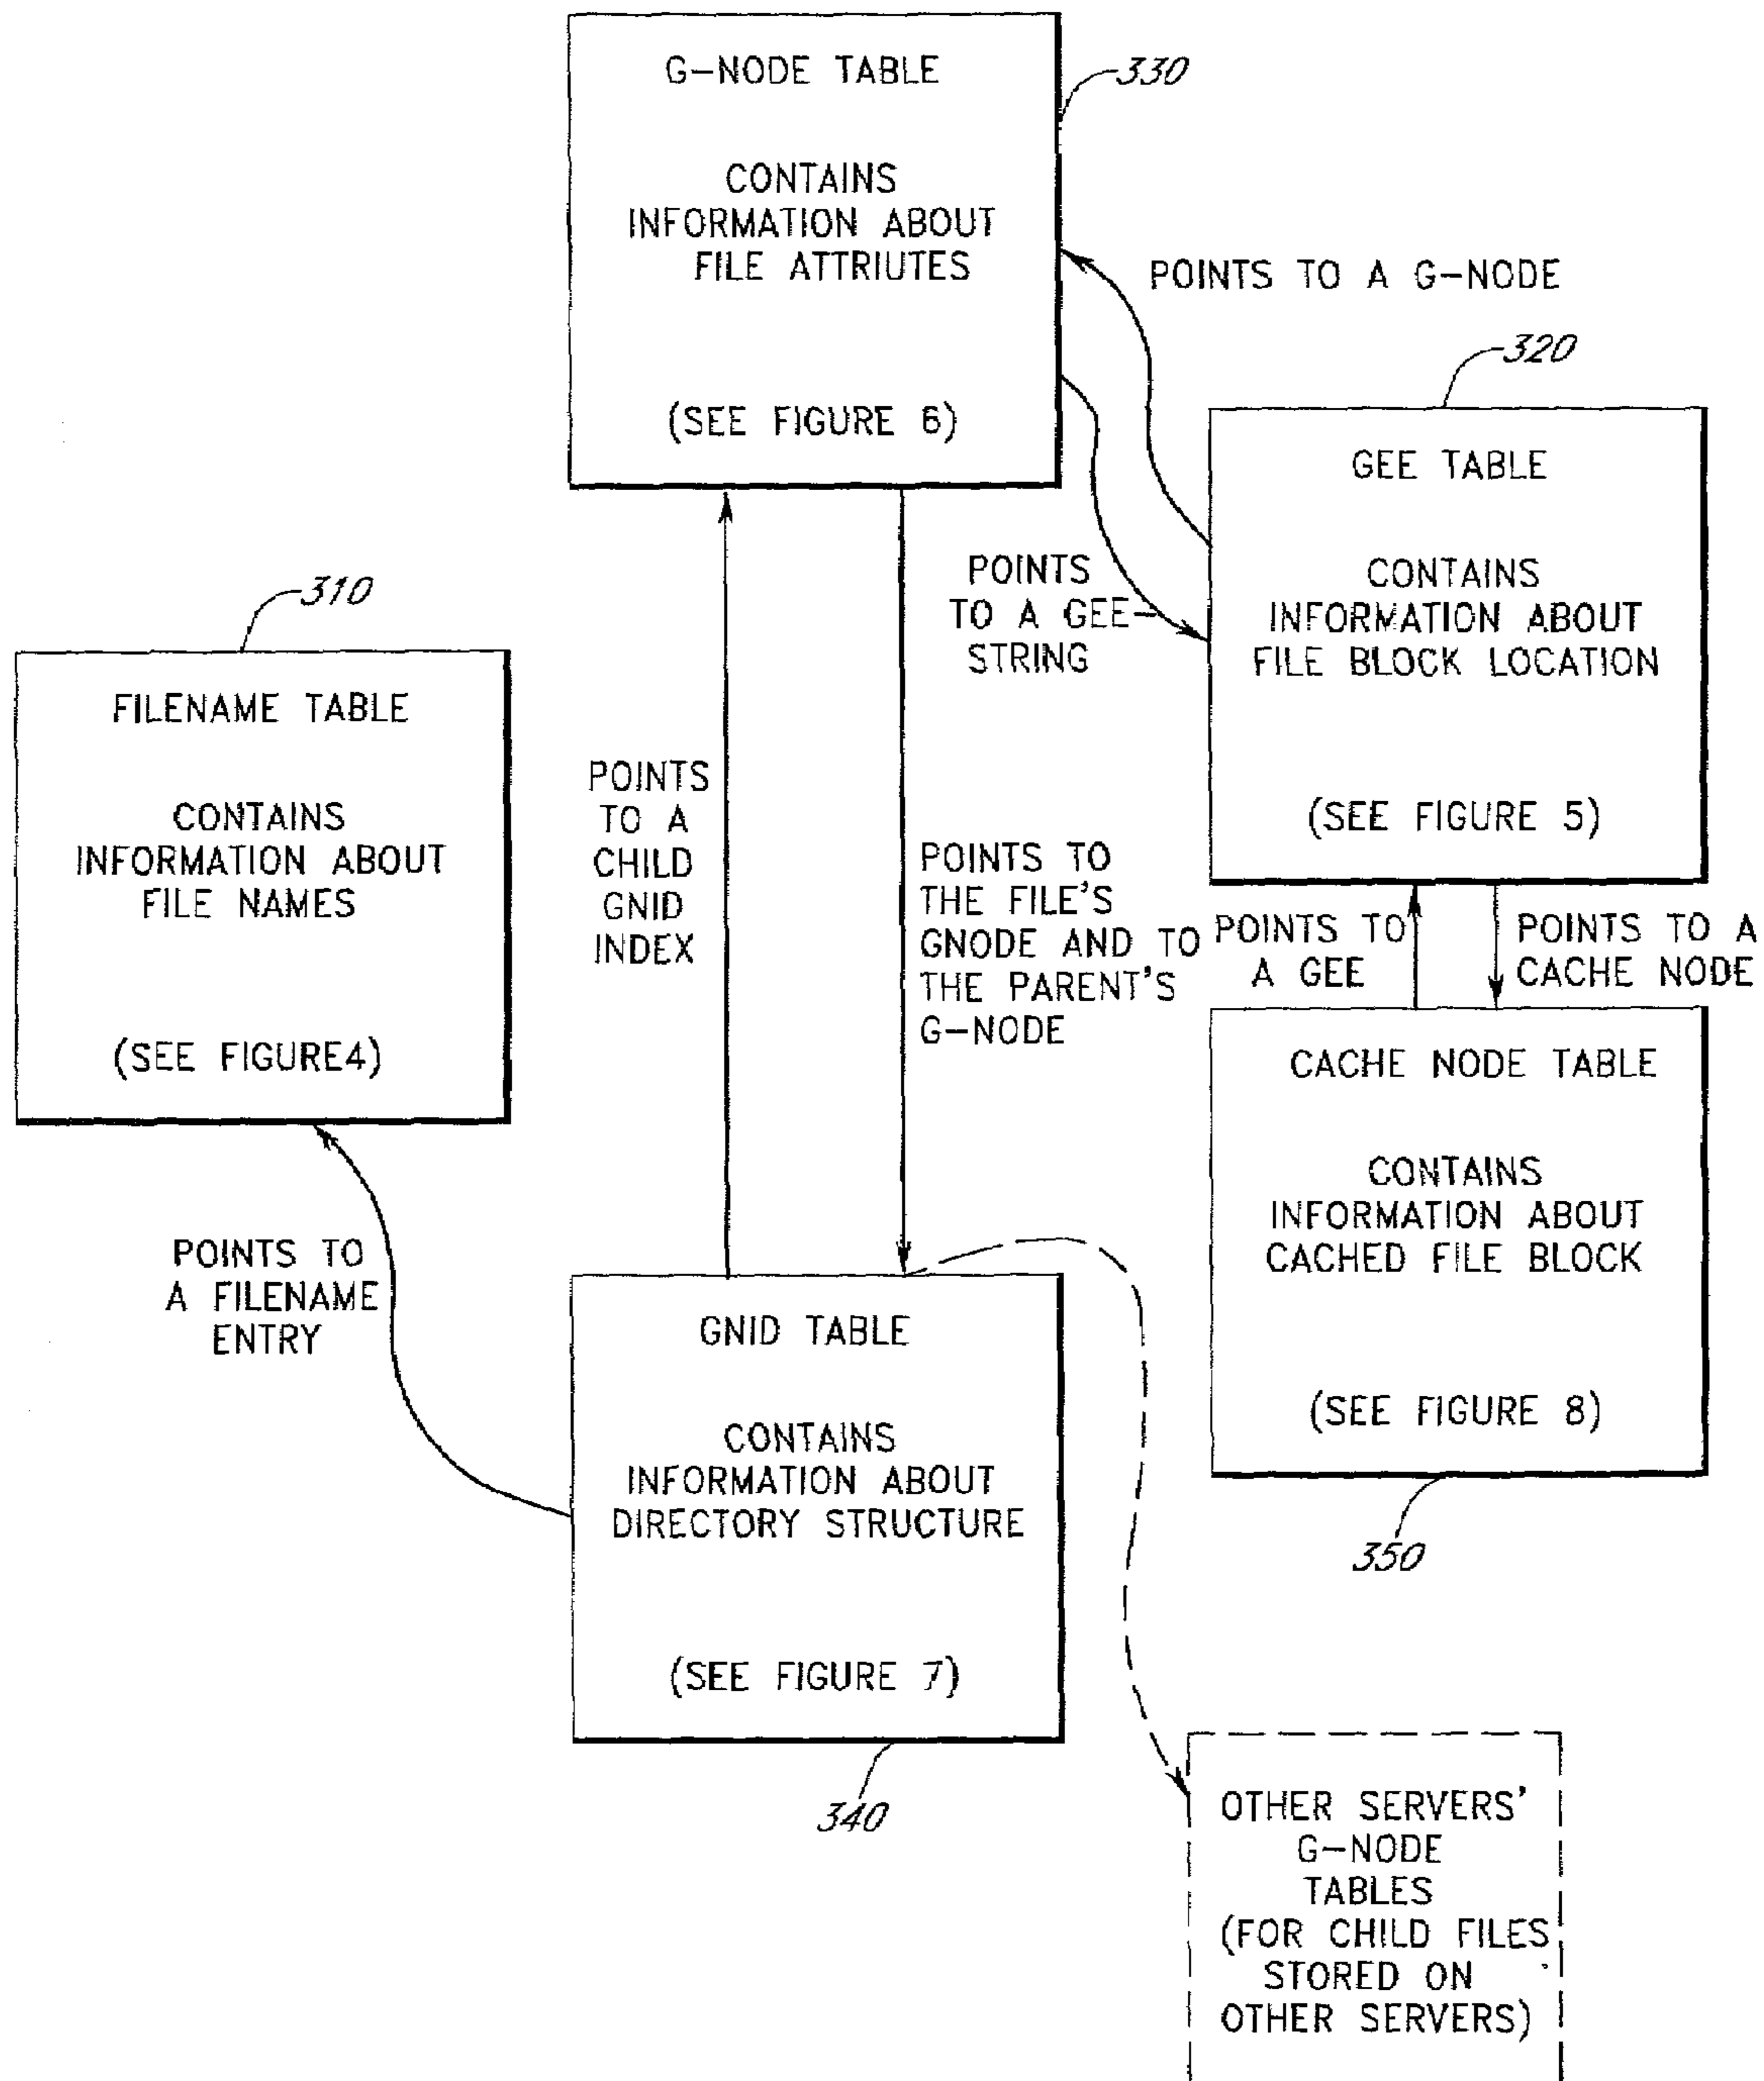 G-NODE TABLE
CONTAINS
INFORMATION ABOUT
FILE ATTRIUTES
(SEE FIGURE 6)
330
POINTS TO A G-NODE
320
GEE TABLE
CONTAINS
INFORMATION ABOUT
FILE BLOCK LOCATION
(SEE FIGURE 5)
POINTS
TO A GEE
STRING
310
FILENAME TABLE
CONTAINS
INFORMATION ABOUT
FILE NAMES
(SEE FIGURE4)
POINTS
TO A
CHILD
GNID
INDEX
POINTS TO
THE FILE'S
GNODE AND TO
THE PARENT'S
G-NODE
POINTS TO
A GEE
POINTS TO A
CACHE NODE
CACHE NODE TABLE
CONTAINS
INFORMATION ABOUT
CACHED FILE BLOCK
(SEE FIGURE 8)
350
POINTS TO
A FILENAME
ENTRY
GNID TABLE
CONTAINS
INFORMATION ABOUT
DIRECTORY STRUCTURE
(SEE FIGURE 7)
340
OTHER SERVERS'
G-NODE
TABLES
(FOR CHILD FILES
STORED ON
OTHER SERVERS)